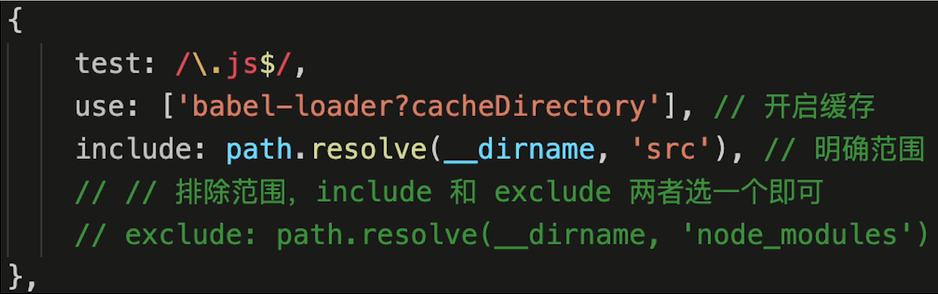 {
    test: /\.js$/,
    use: ['babel-loader?cacheDirectory'], // 开启缓存
    include: path.resolve(__dirname, 'src'), // 明确范围
    // // 排除范围，include 和 exclude 两者选一个即可
    // exclude: path.resolve(__dirname, 'node_modules')
},